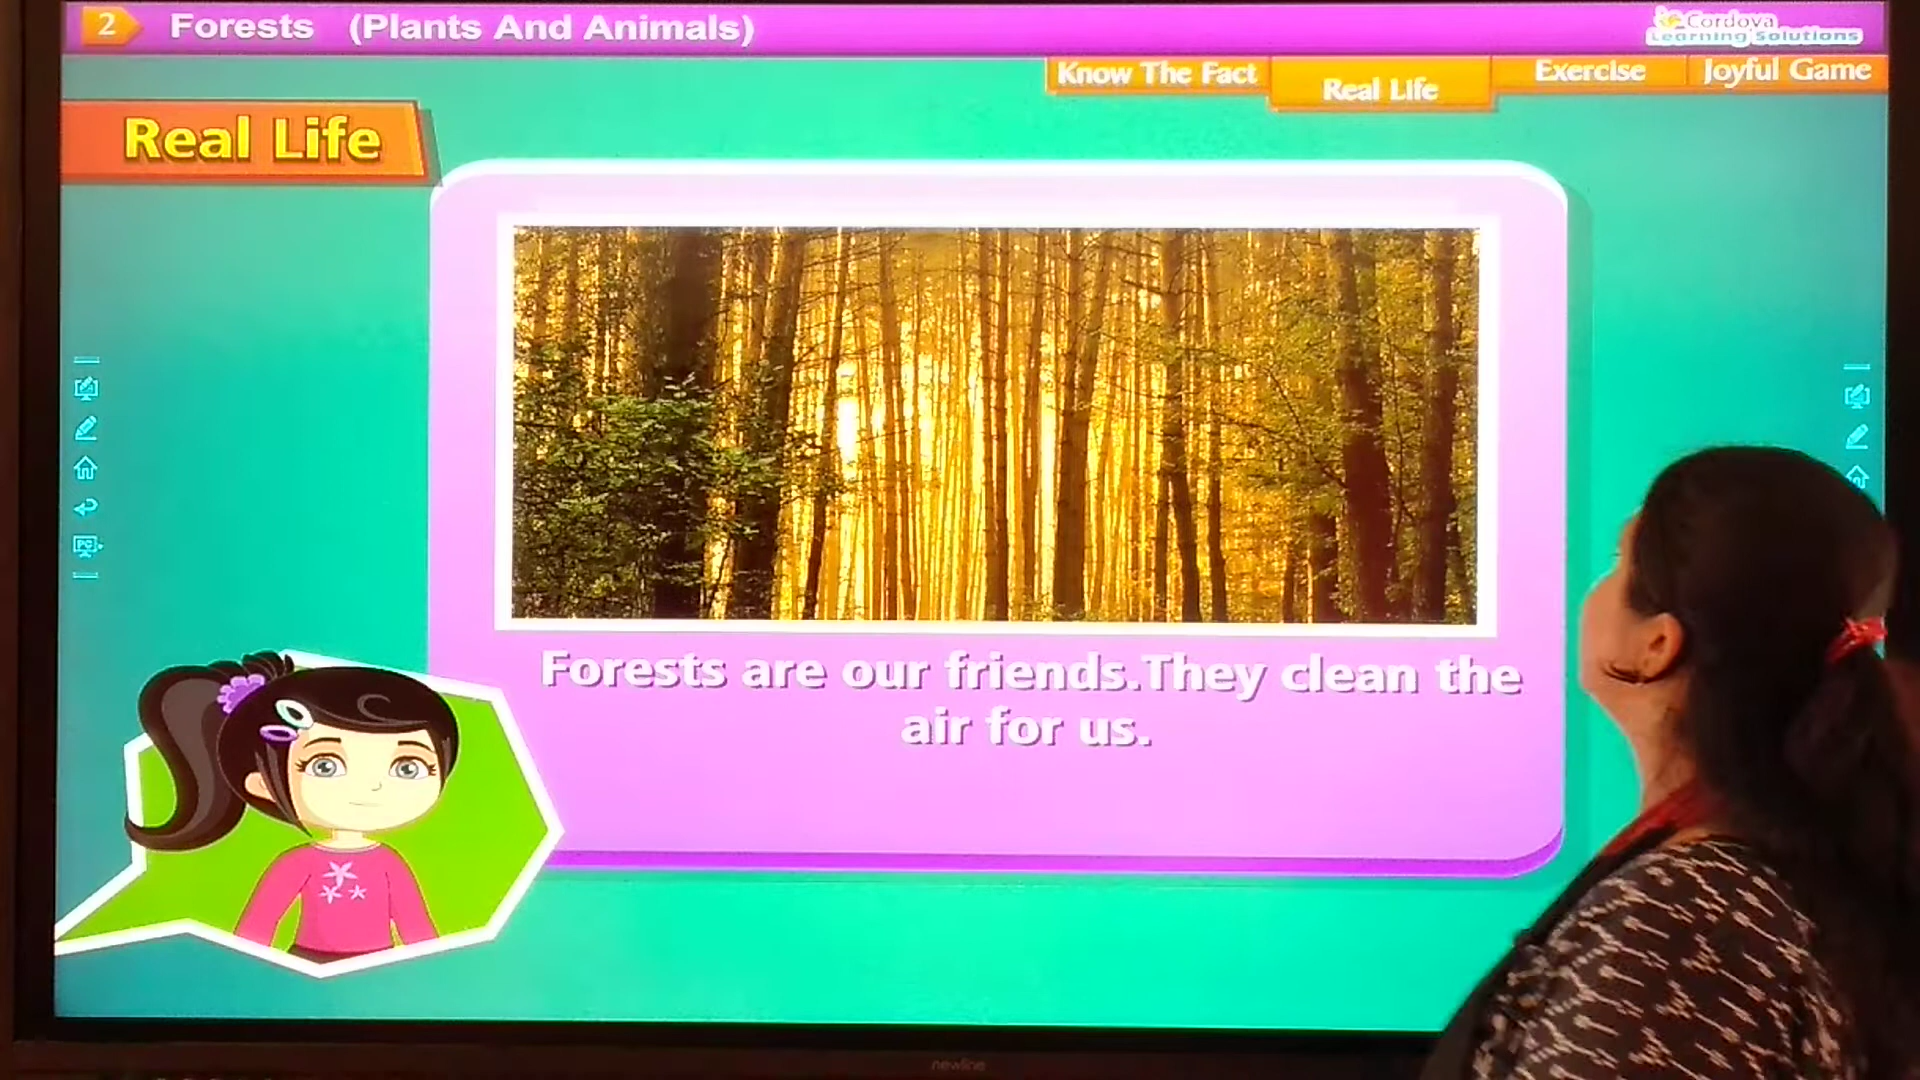 2 Forests (Plants And Animals)
Cordova
Learning Solutions
Know The Fact Real Life Exercise Joyful Game
Real Life
PC
Forests are our friends.They clean the
air for us.
newline